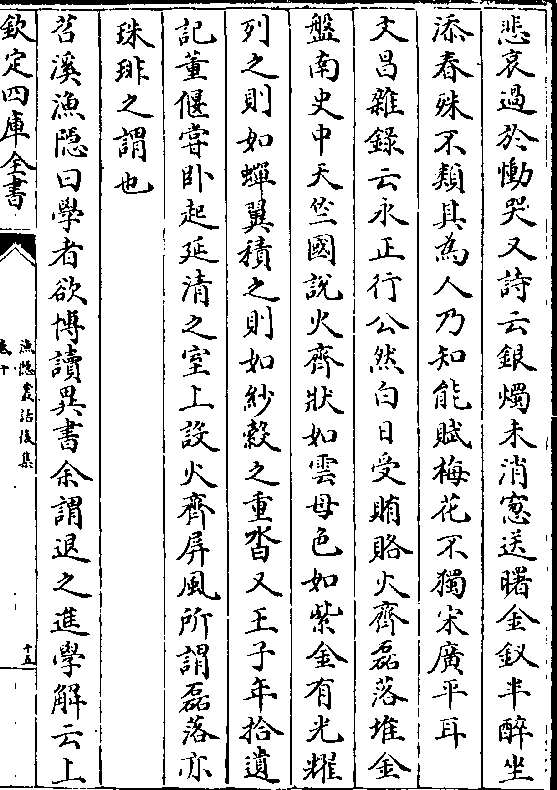 悲哀過於慟哭又詩云銀燭未消窻送曙金釵半醉坐
添春殊不類其為人乃知能賦梅花不獨宋廣平耳
文昌雜錄云永正行公然白日受賄賂火齊磊落堆金
盤南史中天竺國說火齊狀如雲母色如紫金有光耀
列之則如蟬翼積之則如紗縠之重沓又王子年拾遺
記董偃甞卧起延清之室上設火齊屏風所謂磊落亦
珠琲之謂也
苕溪漁隠曰學者欲博讀異書余謂退之進學解云上
欽定四庫全書
漁隠叢話後集
卷十
十五